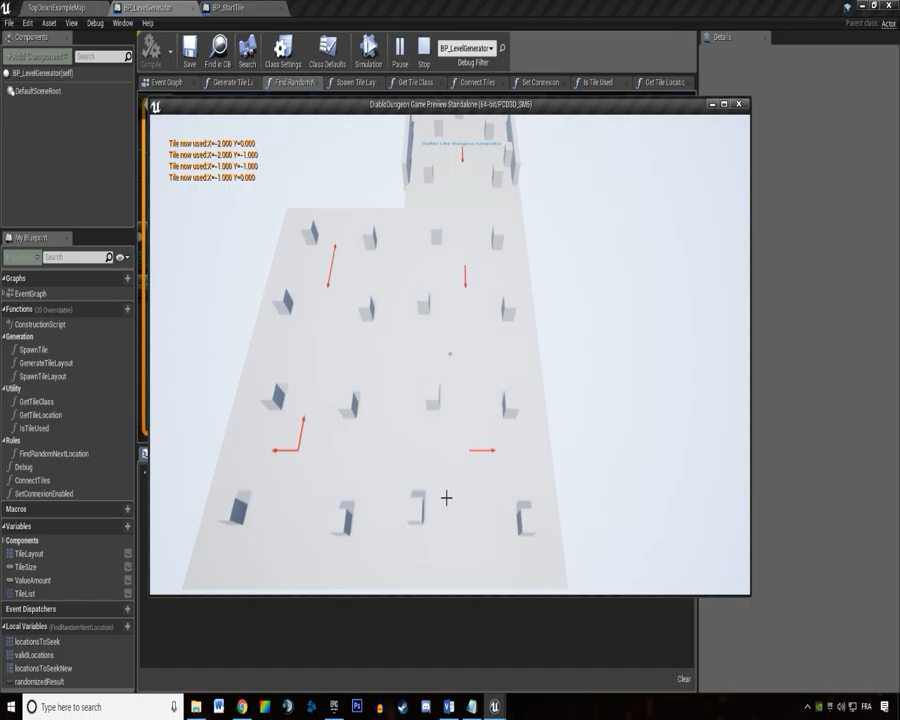 TopDownExampleMap
BP_LevelGenerator
BP_StartTile
File
Edit
Asset
View
Debug
Window
Help
Parent class: Actor
Components
Add Component
Search
BP_LevelGenerator(self)
DefaultSceneRoot
Compile
Save
Find in CB
Search
Class Settings
Class Defaults
Simulation
Pause
Stop
BP_LevelGenerator
Debug Filter
Details
Event Graph
Generate Tile La
Find Random N
Spawn Tile Lay
Get Tile Class
Connect Tiles
Set Connexion
Is Tile Used
Get Tile Locatic
DiabloDungeon Game Preview Standalone (64-bit/PCD3D_SM5)
Tile now used:X=-2.000 Y=0.000
Tile now used:X=-2.000 Y=-1.000
Tile now used:X=-1.000 Y=-1.000
Tile now used:X=-1.000 Y=0.000
Diablo Like Dungeon Generator
My Blueprint
Search
Graphs
EventGraph
Functions (20 Overridable)
ConstructionScript
Generation
SpawnTile
GenerateTileLayout
SpawnTileLayout
Utility
GetTileClass
GetTileLocation
IsTileUsed
Rules
FindRandomNextLocation
Debug
ConnectTiles
SetConnexionEnabled
Macros
Variables
Components
TileLayout
TileSize
ValueAmount
TileList
Event Dispatchers
Local Variables (FindRandomNextLocation)
locationsToSeek
validLocations
locationsToSeekNew
randomizedResult
Clear
Type here to search
FRA